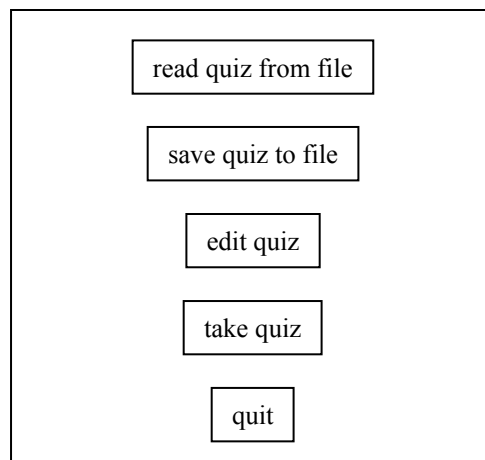 read quiz from file
save quiz to file
edit quiz
take quiz
quit